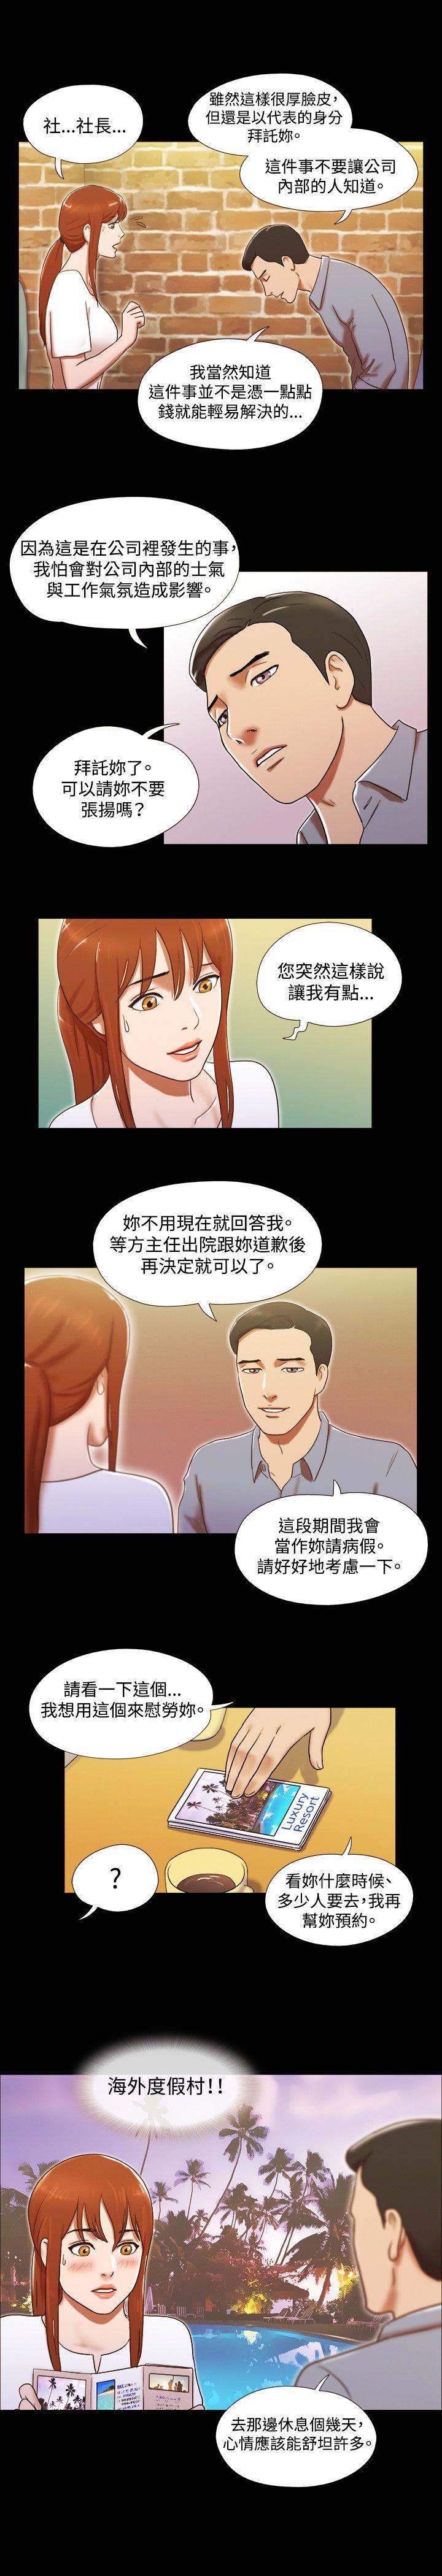 社...社長...
雖然這樣很厚臉皮，
但還是以代表的身分
拜託妳。
這件事不要讓公司
內部的人知道。
我當然知道
這件事並不是憑一點點
錢就能輕易解決的...
因為這是在公司裡發生的事，
我怕會對公司內部的士氣
與工作氣氛造成影響。
拜託妳了。
可以請妳不要
張揚嗎？
您突然這樣說
讓我有點...
妳不用現在就回答我。
等方主任出院跟妳道歉後
再決定就可以了。
這段期間我會
當作妳請病假。
請好好地考慮一下。
請看一下這個...
我想用這個來慰勞妳。
Luxury
Resort
?
看妳什麼時候、
多少人要去，我再
幫妳預約。
海外度假村!!
去那邊休息個幾天，
心情應該能舒坦許多。